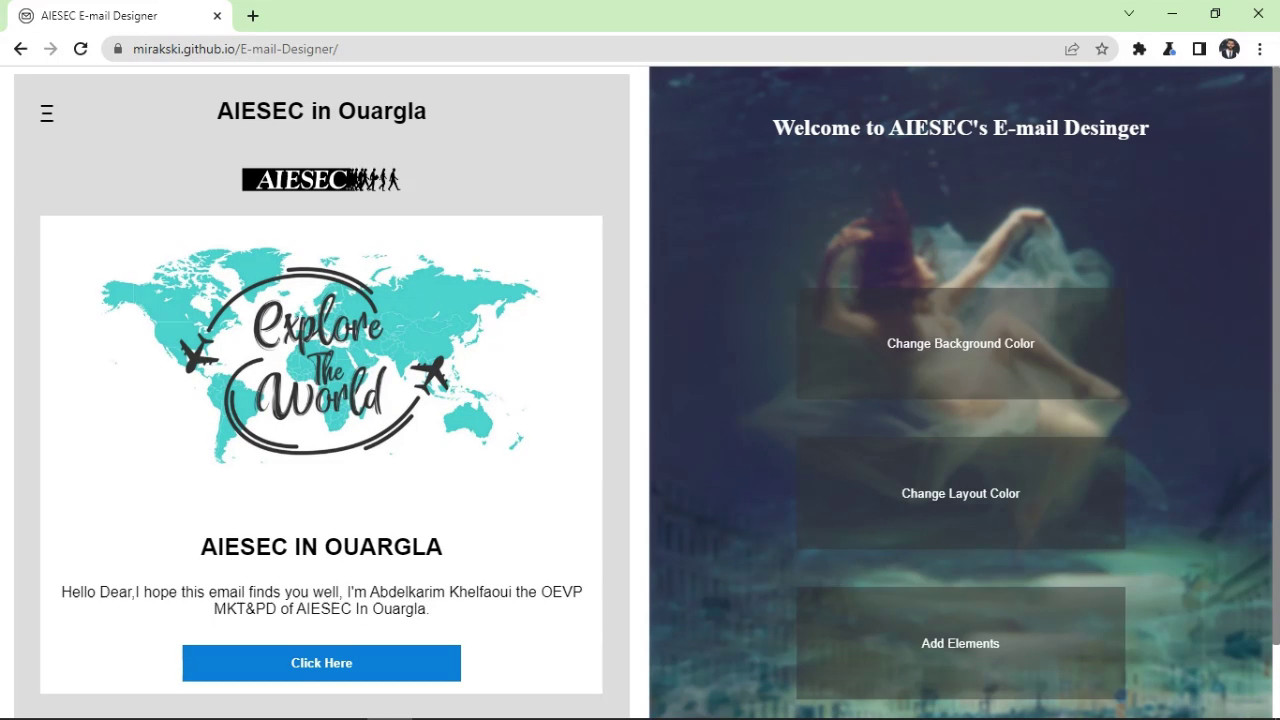 AIESEC E-mail Designer
mirakski.github.io/E-mail-Designer/
AIESEC in Ouargla
AIESEC
Explore
The
World
AIESEC IN OUARGLA
Hello Dear,I hope this email finds you well, I'm Abdelkarim Khelfaoui the OEVP
MKT&PD of AIESEC In Ouargla.
Click Here
Welcome to AIESEC's E-mail Desinger
Change Background Color
Change Layout Color
Add Elements